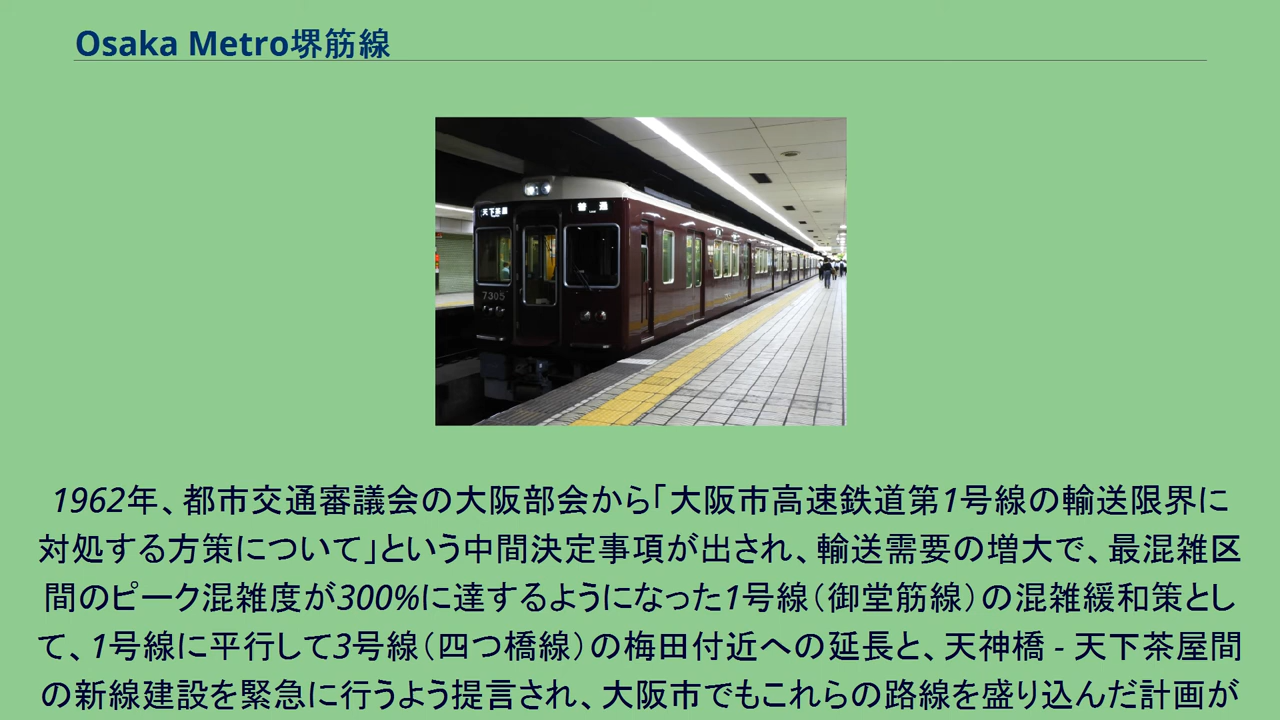 Osaka Metro堺筋線
天下茶屋
普通
7305
1962年、都市交通審議会の大阪部会から「大阪市高速鉄道第1号線の輸送限界に
対処する方策について」という中間決定事項が出され、輸送需要の増大で、最混雑区
間のピーク混雑度が300%に達するようになった1号線（御堂筋線）の混雑緩和策とし
て、1号線に平行して3号線（四つ橋線）の梅田付近への延長と、天神橋 - 天下茶屋間
の新線建設を緊急に行うよう提言され、大阪市でもこれらの路線を盛り込んだ計画が